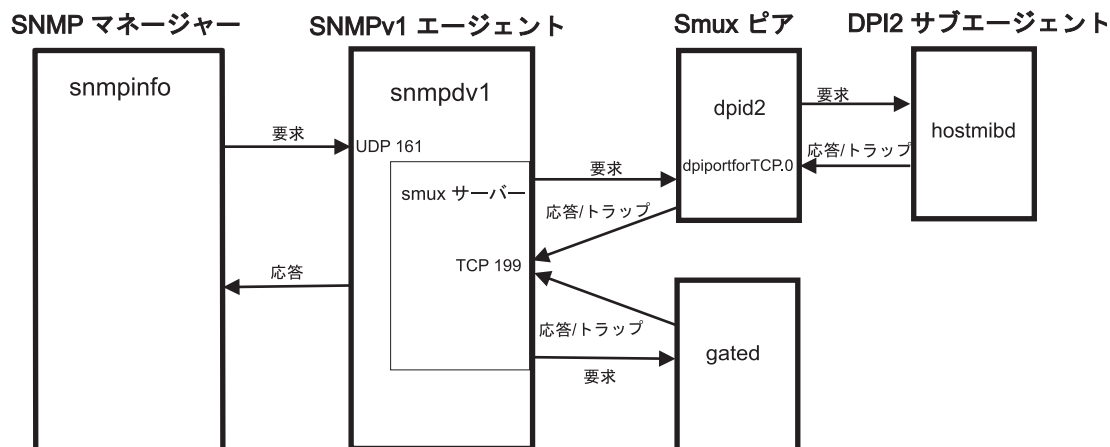 SNMP マネージャー
SNMPv1 エージェント
Smux ピア
DPI2 サブエージェント
snmpinfo
snmpdv1
dpid2
要求
hostmibd
要求
UDP 161
応答/トラップ
dpiportforTCP.0
要求
smux サーバー
応答/トラップ
TCP 199
応答
応答/トラップ
gated
要求